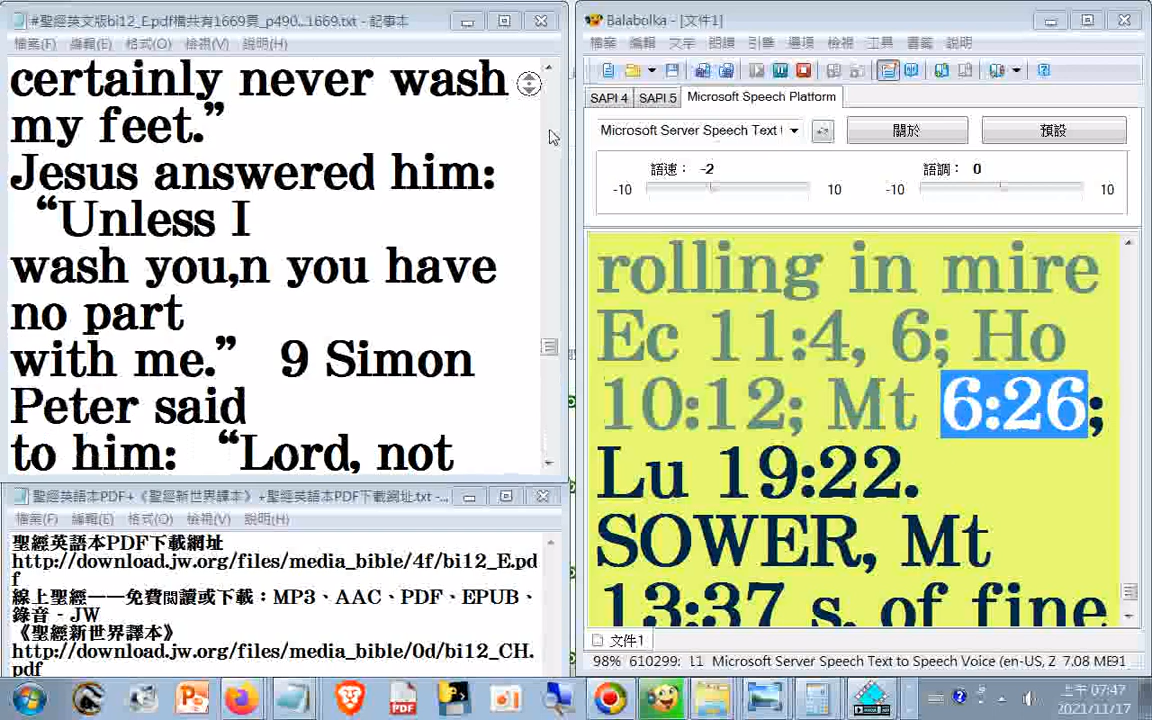 #聖經英文版bi12_E.pdf檔共有1669頁_p490...1669.txt - 記事本
檔案(F) 編輯(E) 格式(O) 檢視(V) 說明(H)
certainly never wash
my feet.”
Jesus answered him:
“Unless I
wash you,n you have
no part
with me.” 9 Simon
Peter said
to him: “Lord, not
聖經英語本PDF+《聖經新世界譯本》+聖經英語本PDF下載網址.txt - ...
檔案(F) 編輯(E) 格式(O) 檢視(V) 說明(H)
聖經英語本PDF下載網址
http://download.jw.org/files/media_bible/4f/bi12_E.pd
f
線上聖經——免費閱讀或下載：MP3、AAC、PDF、EPUB、
錄音 - JW
《聖經新世界譯本》
http://download.jw.org/files/media_bible/0d/bi12_CH.
pdf
Balabolka - [文件1]
檔案 編輯 文字 朗讀 引擎 選項 檢視 工具 書籤 說明
SAPI 4 SAPI 5 Microsoft Speech Platform
Microsoft Server Speech Text 關於 預設
語速： -2 語調： 0
-10 10 -10 10
rolling in mire
Ec 11:4, 6; Ho
10:12; Mt 6:26;
Lu 19:22.
SOWER, Mt
13:37 s. of fine
文件1
98% 610299: 11 Microsoft Server Speech Text to Speech Voice (en-US, Z 7.08 ME91
上午 07:47
2021/11/17